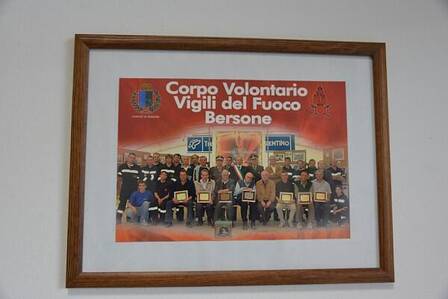 Corpo Volontario
Vigili del Fuoco
Bersone